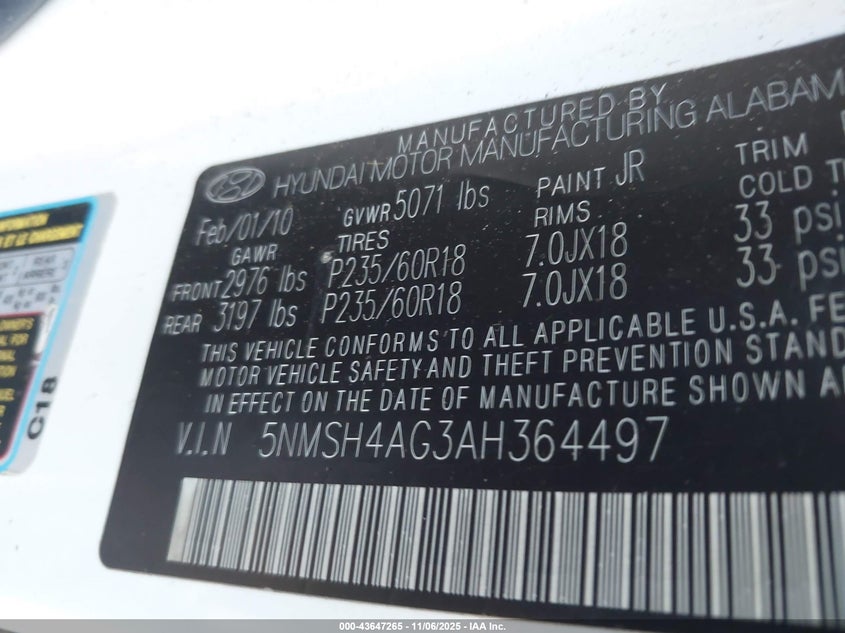 MANUFACTURED BY
HYUNDAI MOTOR MANUFACTURING ALABAM
Feb/01/10 GVWR 5071 lbs PAINT JR TRIM
GAWR TIRES RIMS COLD T
FRONT 2976 lbs P235/60R18 7.0JX18 33 psi
REAR 3197 lbs P235/60R18 7.0JX18 33 psi
THIS VEHICLE CONFORMS TO ALL APPLICABLE U.S.A. FE
MOTOR VEHICLE SAFETY AND THEFT PREVENTION STAND
IN EFFECT ON THE DATE OF MANUFACTURE SHOWN A
V.I.N 5NMSH4AG3AH364497
C18
000-43647265 - 11/06/2025 - IAA Inc.